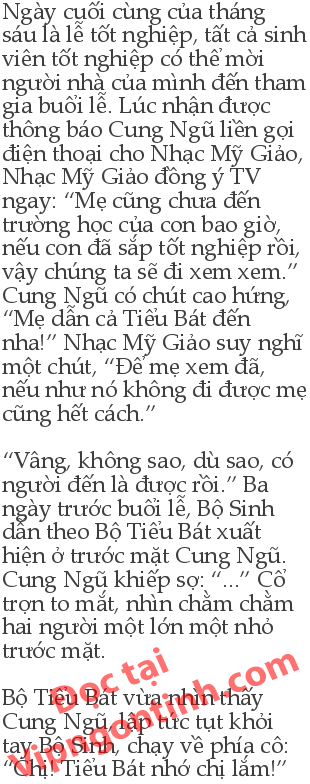 Ngày cuối cùng của tháng
sáu là lễ tốt nghiệp, tất cả sinh
viên tốt nghiệp có thể mời
người nhà của mình đến tham
gia buổi lễ. Lúc nhận được
thông báo Cung Ngũ liền gọi
điện thoại cho Nhạc Mỹ Giảo,
Nhạc Mỹ Giảo đồng ý TV
ngay: “Mẹ cũng chưa đến
trường học của con bao giờ,
nếu con đã sắp tốt nghiệp rồi,
vậy chúng ta sẽ đi xem xem.”
Cung Ngũ có chút cao hứng,
“Mẹ dẫn cả Tiểu Bát đến
nha!” Nhạc Mỹ Giảo suy nghĩ
một chút, “Để mẹ xem đã,
nếu như nó không đi được mẹ
cũng hết cách.”

“Vâng, không sao, dù sao, có
người đến là được rồi.” Ba
ngày trước buổi lễ, Bộ Sinh
dẫn theo Bộ Tiểu Bát xuất
hiện ở trước mặt Cung Ngũ.
Cung Ngũ khiếp sợ: “...” Cổ
trợn to mắt, nhìn chằm chằm
hai người một lớn một nhỏ
trước mặt.

Bộ Tiểu Bát vừa nhìn thấy
Cung Ngũ lập tức tụt khỏi
tay Bộ Sinh, chạy về phía cô:
“Chị! Tiểu Bát nhớ chị lắm!”
Đọc tại
Vipngontinh.com